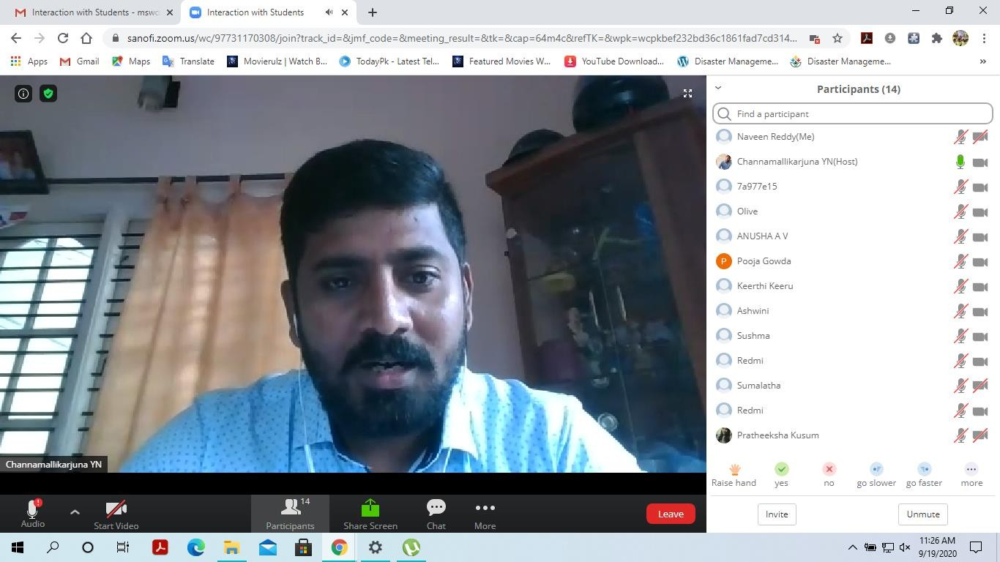 Interaction with Students - mswc
Interaction with Students
sanofi.zoom.us/wc/97731170308/join?track_id=&jmf_code=&meeting_result=&tk=&cap=64m4c&refTK=&wpk=wcpkbef232bd36c1861fad7cd314...
Apps
Gmail
Maps
Translate
Movierulz | Watch B...
TodayPk - Latest Tel...
Featured Movies W...
YouTube Download...
Disaster Manageme...
Disaster Manageme...
»
Participants (14)
Find a participant
Naveen Reddy(Me)
Channamallikarjuna YN(Host)
7a977e15
Olive
ANUSHA A V
P Pooja Gowda
Keerthi Keeru
Ashwini
Sushma
Redmi
Sumalatha
Redmi
Pratheeksha Kusum
Channamallikarjuna YN
Raise hand
yes
no
go slower
go faster
more
Audio
Start Video
14
Participants
Share Screen
Chat
More
Leave
Invite
Unmute
11:26 AM
9/19/2020